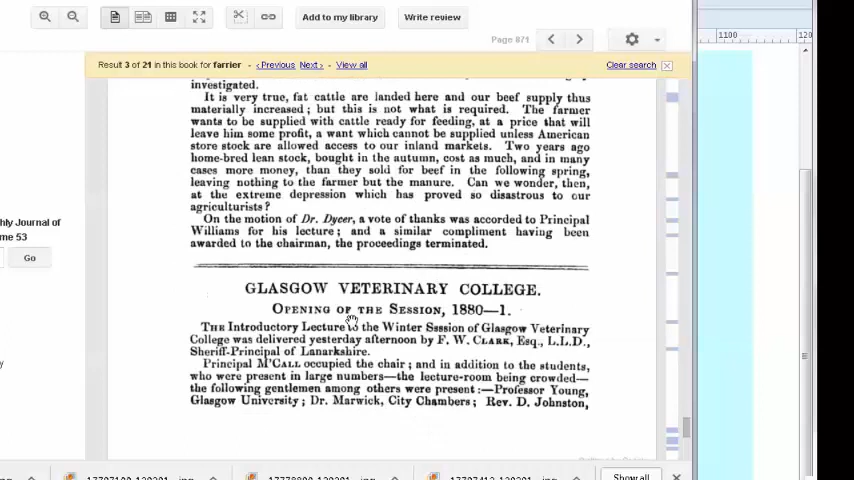 Add to my library
Write review
Page 871
1100
120
Result 3 of 21 in this book for farrier - ‹Previous Next› - View all
Clear search
investigated.
It is very true, fat cattle are landed here and our beef supply thus
materially increased; but this is not what is required. The farmer
wants to be supplied with cattle ready for feeding, at a price that will
leave him some profit, a want which cannot be supplied unless American
store stock are allowed access to our inland markets. Two years ago
home-bred lean stock, bought in the autumn, cost as much, and in many
cases more money, than they sold for beef in the following spring,
leaving nothing to the farmer but the manure. Can we wonder, then,
at the extreme depression which has proved so disastrous to our
agriculturists?
On the motion of Dr. Dycer, a vote of thanks was accorded to Principal
Williams for his lecture; and a similar compliment having been
awarded to the chairman, the proceedings terminated.
hly Journal of
me 53
Go
GLASGOW VETERINARY COLLEGE.
OPENING OF THE SESSION, 1880—1.
THE Introductory Lecture to the Winter Session of Glasgow Veterinary
College was delivered yesterday afternoon by F. W. CLARK, Esq., L.L.D.,
Sheriff-Principal of Lanarkshire.
Principal M'CALL occupied the chair; and in addition to the students,
who were present in large numbers—the lecture-room being crowded—
the following gentlemen among others were present:—Professor Young,
Glasgow University; Dr. Marwick, City Chambers; Rev. D. Johnston,
Show all